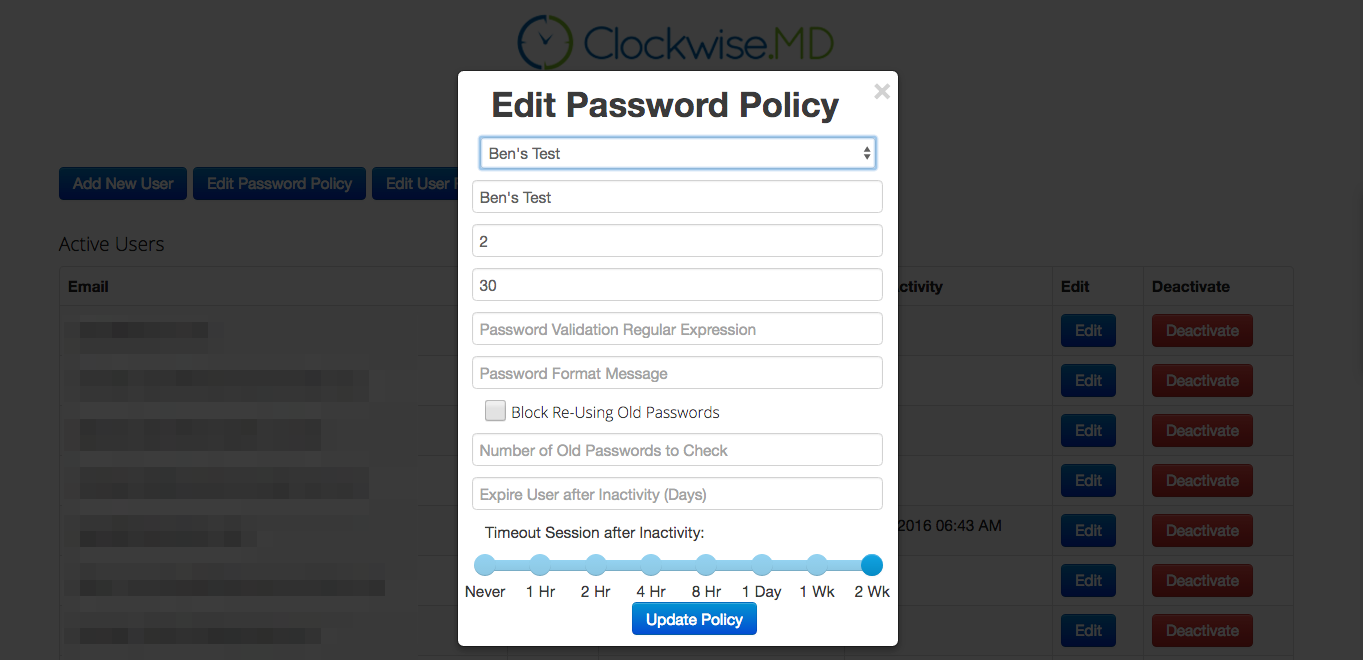 Clockwise.MD
Edit Password Policy
×
Ben's Test
Ben's Test
2
30
Password Validation Regular Expression
Password Format Message
Block Re-Using Old Passwords
Number of Old Passwords to Check
Expire User after Inactivity (Days)
Timeout Session after Inactivity:
Never 1 Hr 2 Hr 4 Hr 8 Hr 1 Day 1 Wk 2 Wk
Update Policy
Add New User Edit Password Policy Edit User
Active Users
Email ctivity Edit Deactivate
Edit Deactivate
Edit Deactivate
Edit Deactivate
Edit Deactivate
2016 06:43 AM Edit Deactivate
Edit Deactivate
Edit Deactivate